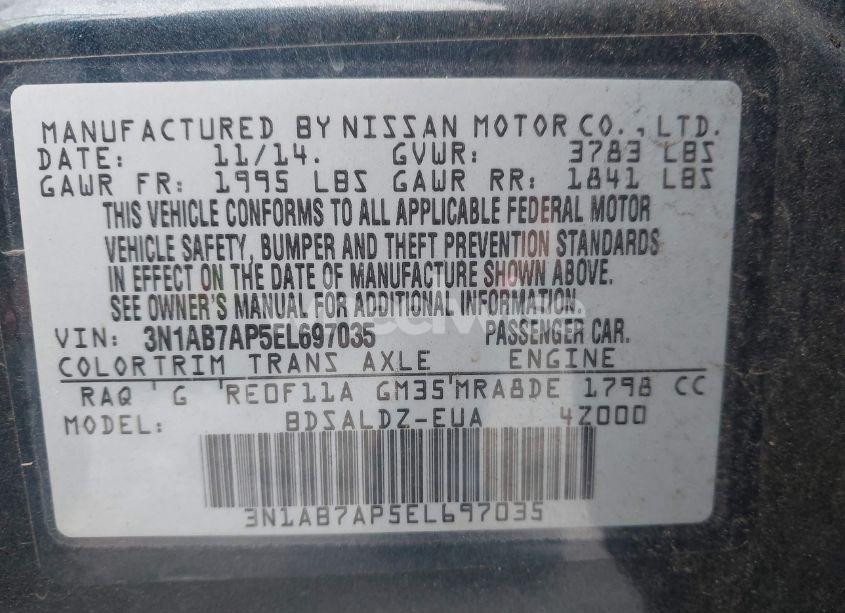 MANUFACTURED BY NISSAN MOTOR CO., LTD.
DATE: 11/14. GVWR: 3783 LBS
GAWR FR: 1995 LBS GAWR RR: 1841 LBS
THIS VEHICLE CONFORMS TO ALL APPLICABLE FEDERAL MOTOR
VEHICLE SAFETY, BUMPER AND THEFT PREVENTION STANDARDS
IN EFFECT ON THE DATE OF MANUFACTURE SHOWN ABOVE.
SEE OWNER'S MANUAL FOR ADDITIONAL INFORMATION.
VIN: 3N1AB7AP5EL697035 PASSENGER CAR.
COLOR TRIM TRANS AXLE ENGINE
RAQ ' G 'RE0F11A GM35'MRA8DE 1798 CC
MODEL: BDSALDZ-EUA 4Z000
3N1AB7AP5EL697035